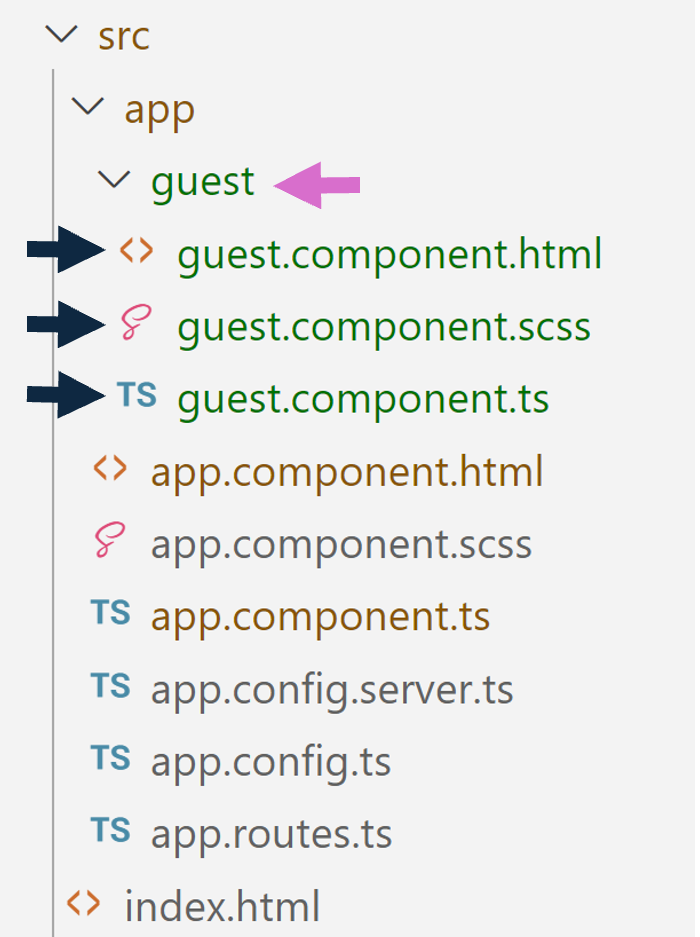 src
app
guest
guest.component.html
guest.component.scss
TS guest.component.ts
app.component.html
app.component.scss
TS app.component.ts
TS app.config.server.ts
TS app.config.ts
TS app.routes.ts
index.html